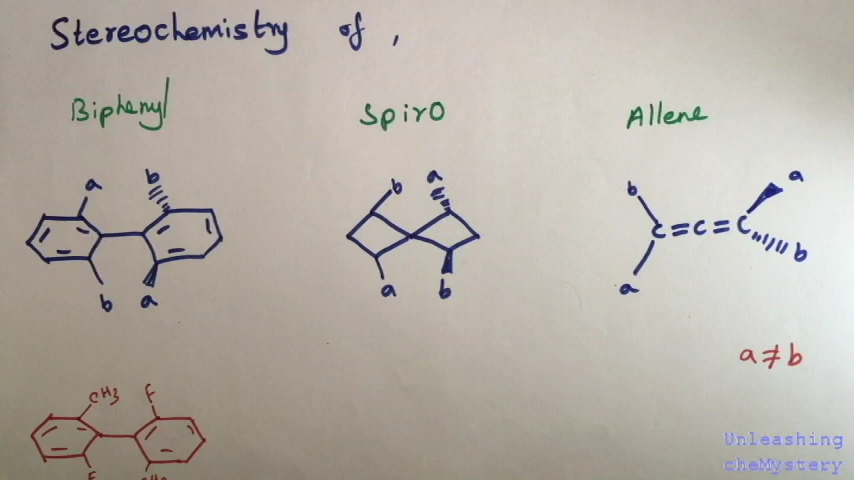 Stereochemistry of,
Biphenyl
Spiro
Allene
a b
b a
b a
a b
b a
a b
C=C=C
a ≠ b
CH3 F
F
Unleashing
cheMystery